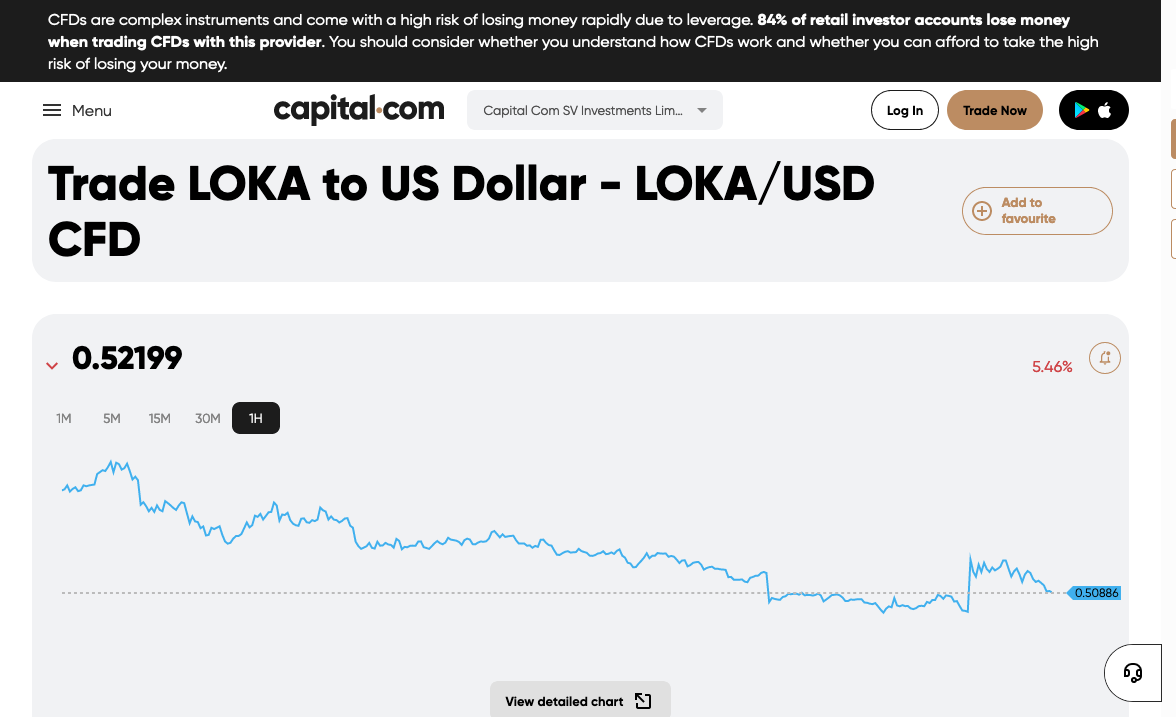 CFDs are complex instruments and come with a high risk of losing money rapidly due to leverage. 84% of retail investor accounts lose money
when trading CFDs with this provider. You should consider whether you understand how CFDs work and whether you can afford to take the high
risk of losing your money.
Menu
capital.com
Capital Com SV Investments Lim...
Log In
Trade Now
Trade LOKA to US Dollar - LOKA/USD
CFD
Add to
favourite
0.52199
5.46%
1M
5M
15M
30M
1H
0.50886
View detailed chart